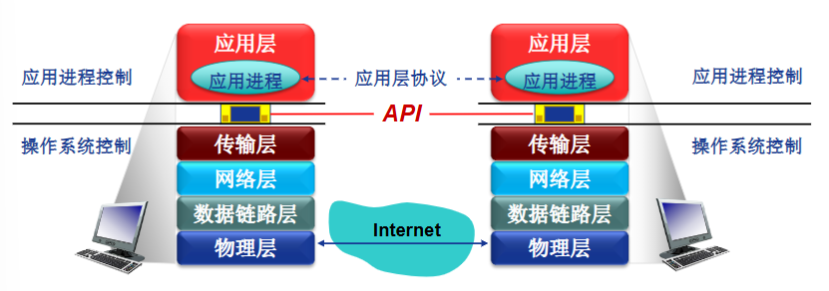 应用层
应用层
应用进程控制
应用进程
应用层协议
应用进程
应用进程控制
API
操作系统控制
传输层
传输层
操作系统控制
网络层
网络层
数据链路层
数据链路层
Internet
物理层
物理层